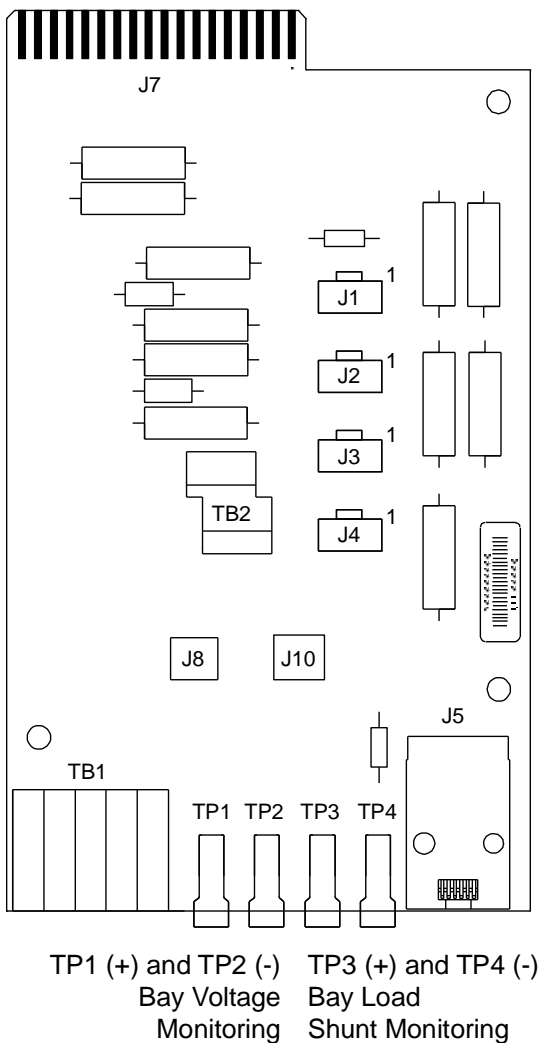 J7
1
J1
1
J2
1
J3
TB2
1
J4
J8
J10
J5
TB1
TP1 TP2 TP3 TP4
TP1 (+) and TP2 (-)
Bay Voltage
Monitoring
TP3 (+) and TP4 (-)
Bay Load
Shunt Monitoring